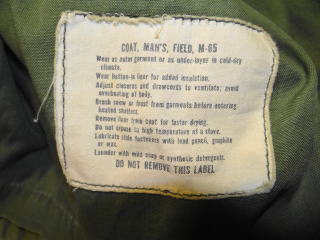 COAT, MAN'S, FIELD, M-65
Wear as outer garment or as under-layer in cold-dry
climate.
Wear button-in liner for added insulation.
Adjust closures and drawcords to ventilate; avoid
overheating of body.
Brush snow or frost from garments before entering
heated shelters.
Remove liner from coat for faster drying.
Do not expose to high temperature of a stove.
Lubricate slide fasteners with lead pencil, graphite
or wax.
Launder with mild soap or synthetic detergents.
DO NOT REMOVE THIS LABEL